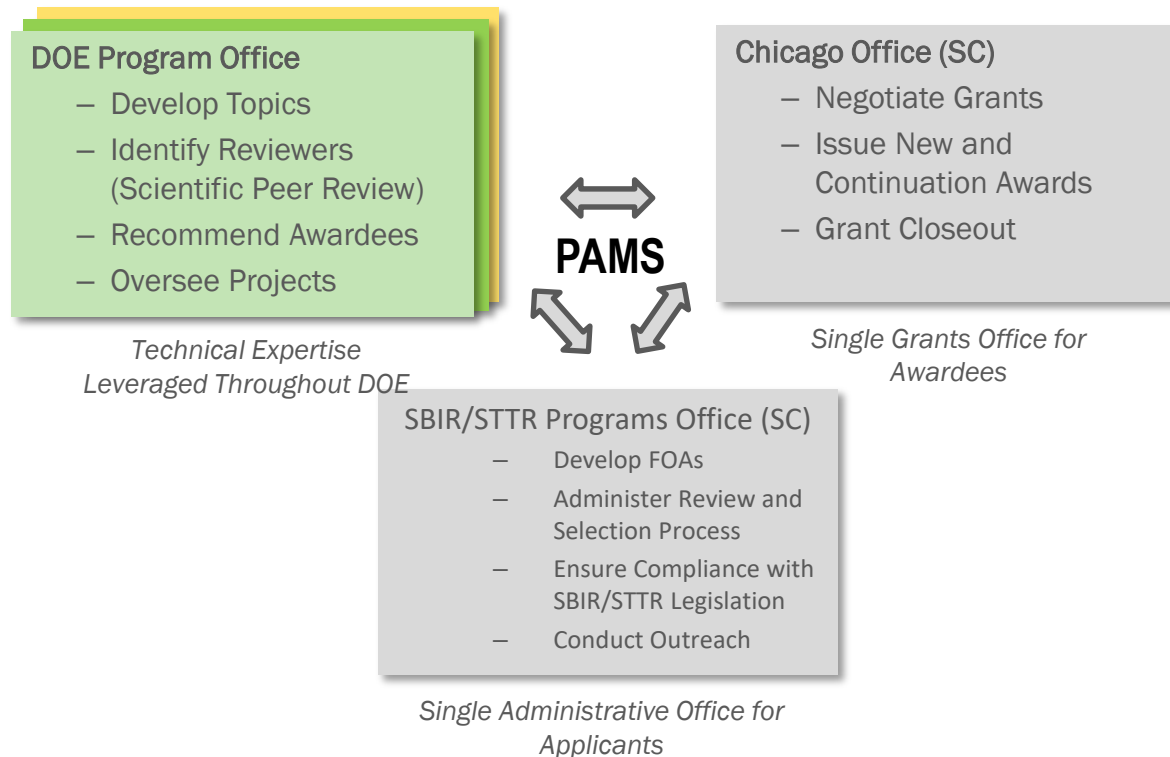 DOE Program Office
– Develop Topics
– Identify Reviewers
(Scientific Peer Review)
– Recommend Awardees
– Oversee Projects
Technical Expertise
Leveraged Throughout DOE
PAMS
Chicago Office (SC)
– Negotiate Grants
– Issue New and
Continuation Awards
– Grant Closeout
Single Grants Office for
Awardees
SBIR/STTR Programs Office (SC)
– Develop FOAs
– Administer Review and
Selection Process
– Ensure Compliance with
SBIR/STTR Legislation
– Conduct Outreach
Single Administrative Office for
Applicants